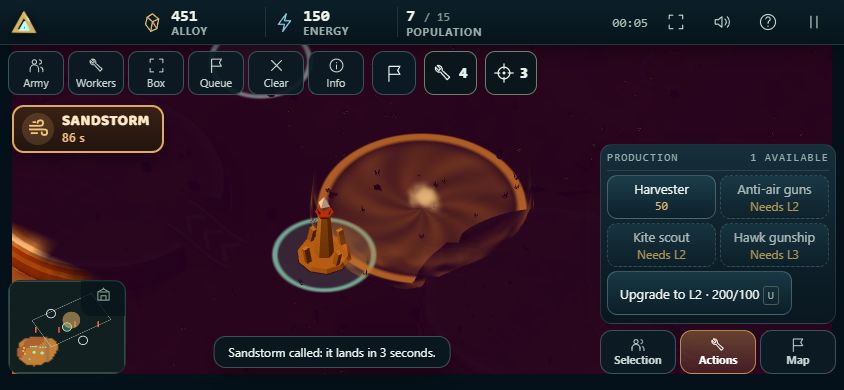 451
ALLOY
150
ENERGY
7 / 15
POPULATION
00:05
Army
Workers
Box
Queue
Clear
Info
4
3
SANDSTORM
86 s
PRODUCTION
1 AVAILABLE
Harvester
50
Anti-air guns
Needs L2
Kite scout
Needs L2
Hawk gunship
Needs L3
Upgrade to L2 · 200/100 U
Sandstorm called: it lands in 3 seconds.
Selection
Actions
Map